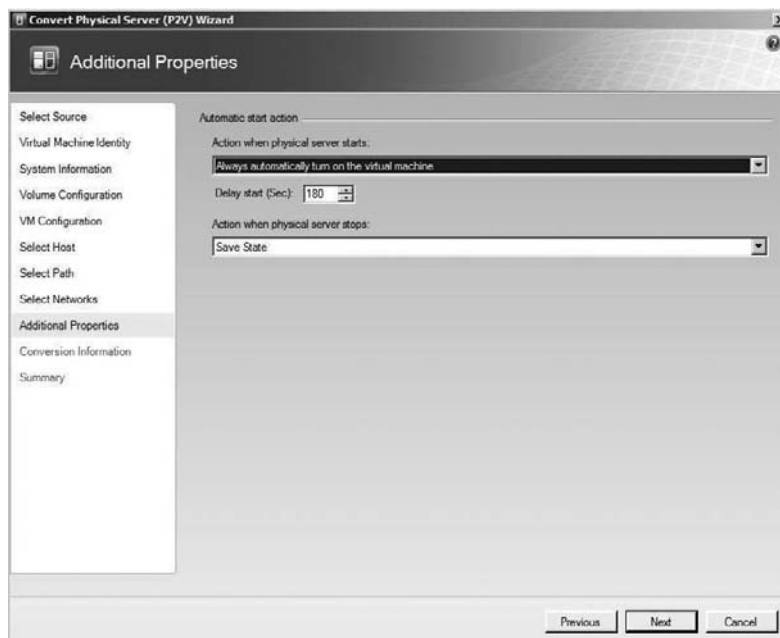 Convert Physical Server (P2V) Wizard
Additional Properties
Select Source
Virtual Machine Identity
System Information
Volume Configuration
VM Configuration
Select Host
Select Path
Select Networks
Additional Properties
Conversion Information
Summary
Automatic start action
Action when physical server starts:
Always automatically turn on the virtual machine
Delay start (Sec): 180
Action when physical server stops:
Save State
Previous Next Cancel